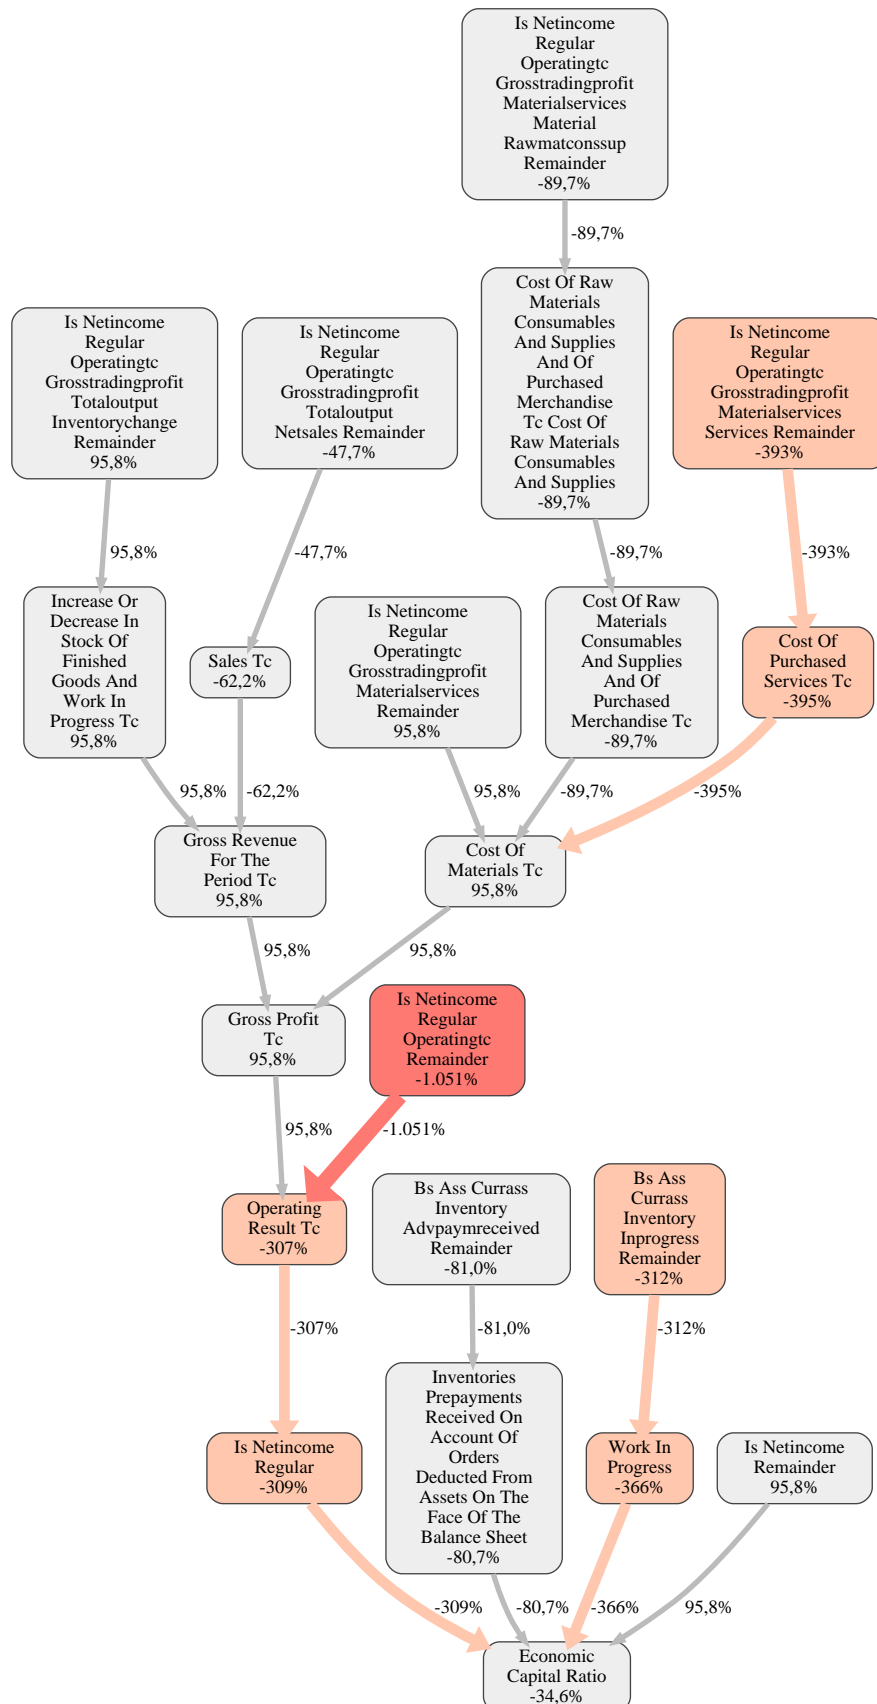 Is Netincome
Regular
Operatingtc
Grosstradingprofit
Materialservices
Material
Rawmatconssup
Remainder
-89,7%
-89,7%
Is Netincome
Regular
Operatingtc
Grosstradingprofit
Totaloutput
Inventorychange
Remainder
95,8%
Is Netincome
Regular
Operatingtc
Grosstradingprofit
Totaloutput
Netsales Remainder
-47,7%
Cost Of Raw
Materials
Consumables
And Supplies
And Of
Purchased
Merchandise
Tc Cost Of
Raw Materials
Consumables
And Supplies
-89,7%
Is Netincome
Regular
Operatingtc
Grosstradingprofit
Materialservices
Services Remainder
-393%
95,8%
-47,7%
-89,7%
-393%
Increase Or
Decrease In
Stock Of
Finished
Goods And
Work In
Progress Tc
95,8%
Sales Tc
-62,2%
Is Netincome
Regular
Operatingtc
Grosstradingprofit
Materialservices
Remainder
95,8%
Cost Of Raw
Materials
Consumables
And Supplies
And Of
Purchased
Merchandise Tc
-89,7%
Cost Of
Purchased
Services Tc
-395%
95,8%
-62,2%
95,8%
-89,7%
-395%
Gross Revenue
For The
Period Tc
95,8%
Cost Of
Materials Tc
95,8%
95,8%
95,8%
Gross Profit
Tc
95,8%
Is Netincome
Regular
Operatingtc
Remainder
-1.051%
95,8%
-1.051%
Operating
Result Tc
-307%
Bs Ass Currass
Inventory
Advpaymreceived
Remainder
-81,0%
Bs Ass
Currass
Inventory
Inprogress
Remainder
-312%
-307%
-81,0%
-312%
Is Netincome
Regular
-309%
Inventories
Prepayments
Received On
Account Of
Orders
Deducted From
Assets On The
Face Of The
Balance Sheet
-80,7%
Work In
Progress
-366%
Is Netincome
Remainder
95,8%
-309%
-80,7%
-366%
95,8%
Economic
Capital Ratio
-34,6%